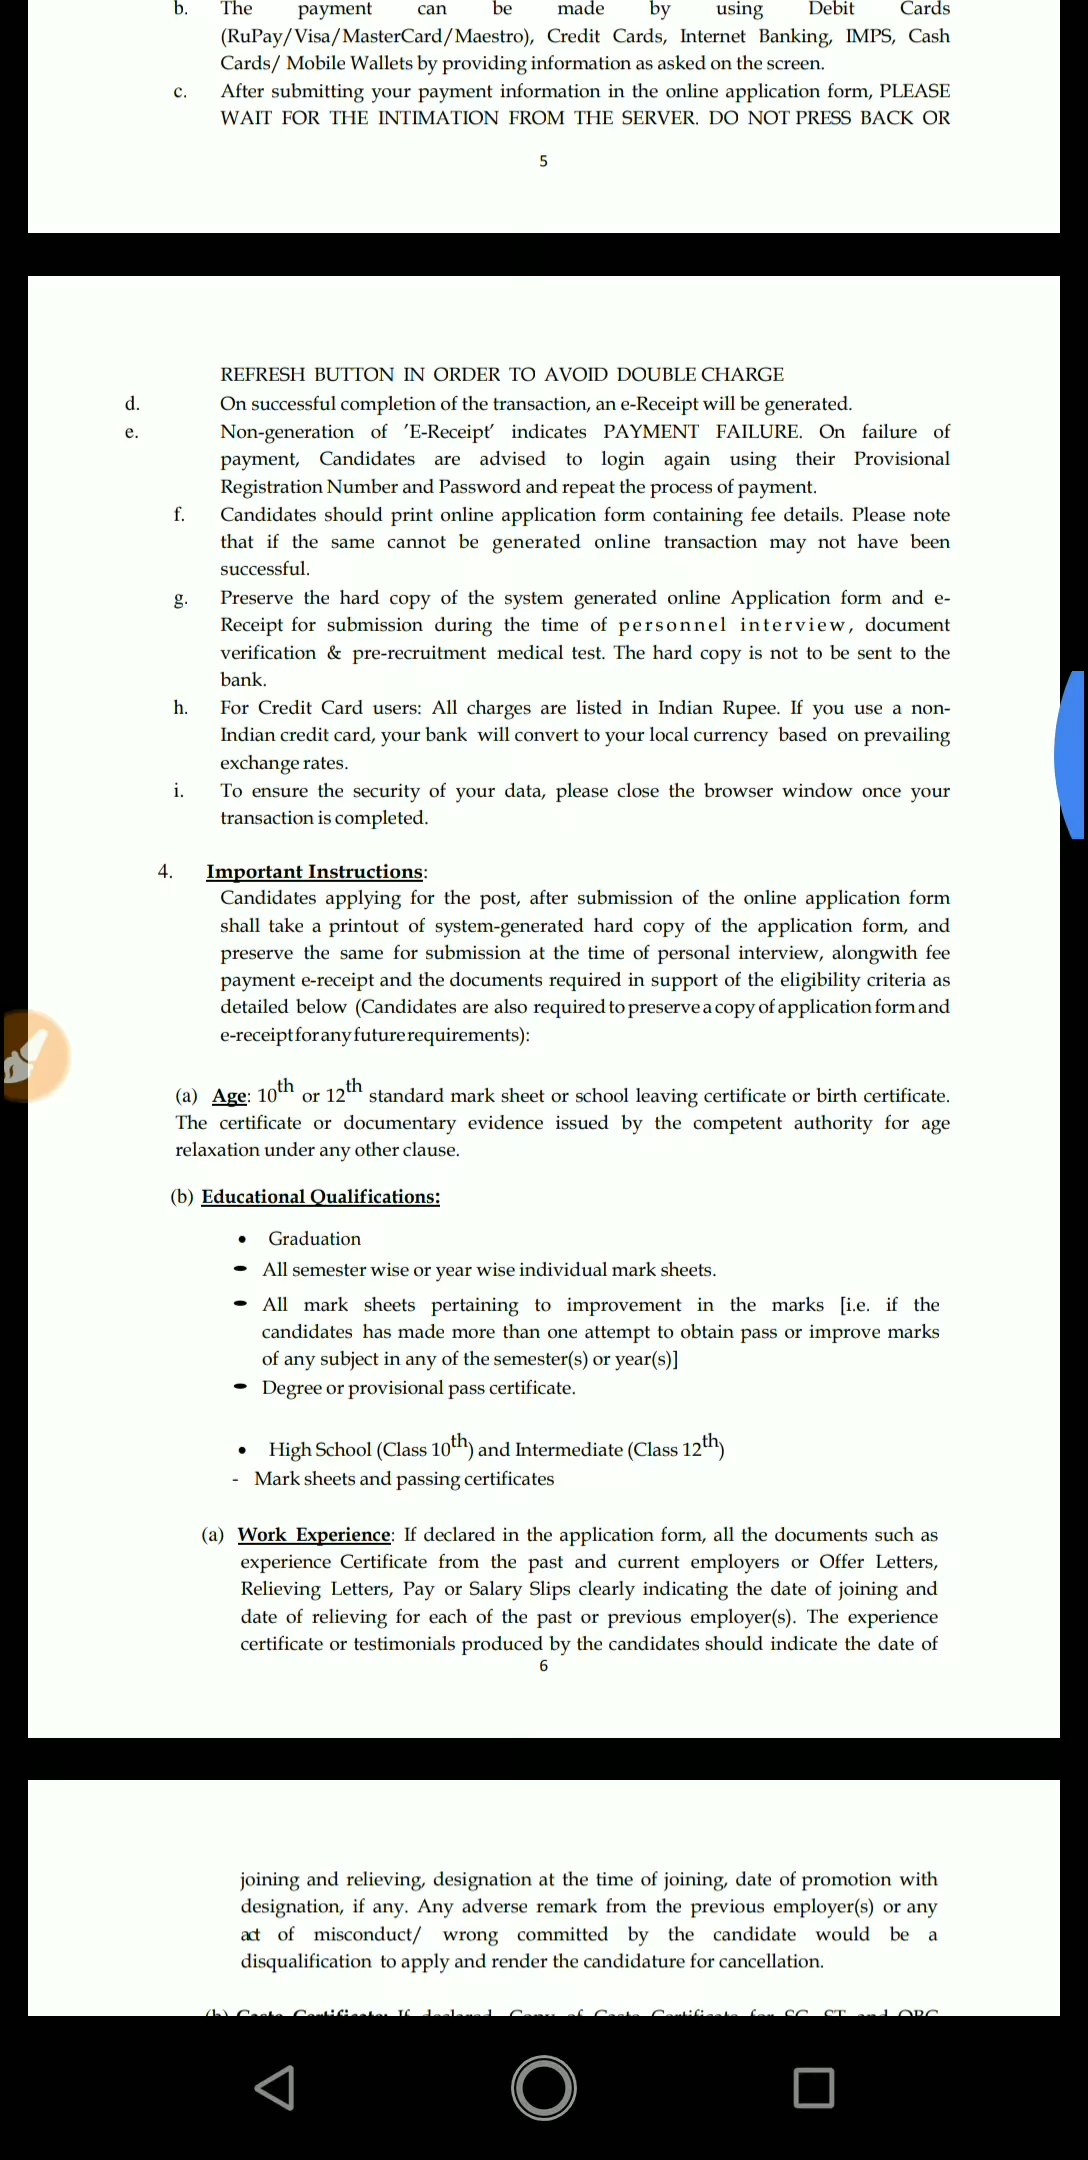 b. The payment can be made by using Debit Cards
(RuPay/Visa/MasterCard/Maestro), Credit Cards, Internet Banking, IMPS, Cash
Cards/ Mobile Wallets by providing information as asked on the screen.
c. After submitting your payment information in the online application form, PLEASE
WAIT FOR THE INTIMATION FROM THE SERVER. DO NOT PRESS BACK OR
5
REFRESH BUTTON IN ORDER TO AVOID DOUBLE CHARGE
d. On successful completion of the transaction, an e-Receipt will be generated.
e. Non-generation of 'E-Receipt' indicates PAYMENT FAILURE. On failure of
payment, Candidates are advised to login again using their Provisional
Registration Number and Password and repeat the process of payment.
f. Candidates should print online application form containing fee details. Please note
that if the same cannot be generated online transaction may not have been
successful.
g. Preserve the hard copy of the system generated online Application form and e-
Receipt for submission during the time of personnel interview, document
verification & pre-recruitment medical test. The hard copy is not to be sent to the
bank.
h. For Credit Card users: All charges are listed in Indian Rupee. If you use a non-
Indian credit card, your bank will convert to your local currency based on prevailing
exchange rates.
i. To ensure the security of your data, please close the browser window once your
transaction is completed.
4. Important Instructions:
Candidates applying for the post, after submission of the online application form
shall take a printout of system-generated hard copy of the application form, and
preserve the same for submission at the time of personal interview, alongwith fee
payment e-receipt and the documents required in support of the eligibility criteria as
detailed below (Candidates are also required to preserve a copy of application form and
e-receipt for any future requirements):
(a) Age: 10th or 12th standard mark sheet or school leaving certificate or birth certificate.
The certificate or documentary evidence issued by the competent authority for age
relaxation under any other clause.
(b) Educational Qualifications:
• Graduation
- All semester wise or year wise individual mark sheets.
- All mark sheets pertaining to improvement in the marks [i.e. if the
candidates has made more than one attempt to obtain pass or improve marks
of any subject in any of the semester(s) or year(s)]
- Degree or provisional pass certificate.
• High School (Class 10th) and Intermediate (Class 12th)
- Mark sheets and passing certificates
(a) Work Experience: If declared in the application form, all the documents such as
experience Certificate from the past and current employers or Offer Letters,
Relieving Letters, Pay or Salary Slips clearly indicating the date of joining and
date of relieving for each of the past or previous employer(s). The experience
certificate or testimonials produced by the candidates should indicate the date of
6
joining and relieving, designation at the time of joining, date of promotion with
designation, if any. Any adverse remark from the previous employer(s) or any
act of misconduct/ wrong committed by the candidate would be a
disqualification to apply and render the candidature for cancellation.
(b) Caste Certificate: If declared, Copy of Caste Certificate for SC, ST and OBC